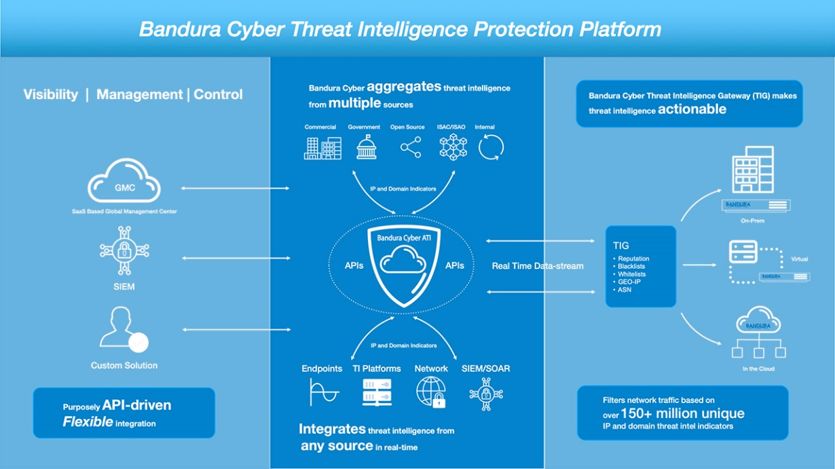 Bandura Cyber Threat Intelligence Protection Platform
Visibility | Management | Control
GMC
SaaS Based Global Management Center
SIEM
Custom Solution
Purposely API-driven
Flexible integration
Bandura Cyber aggregates threat intelligence
from multiple sources
Commercial Government Open Source ISAC/ISAO Internal
IP and Domain Indicators
Bandura Cyber ATI
APIs APIs
IP and Domain Indicators
Endpoints TI Platforms Network SIEM/SOAR
Integrates threat intelligence from
any source in real-time
Real Time Data-stream
Bandura Cyber Threat Intelligence Gateway (TIG) makes
threat intelligence actionable
TIG
• Reputation
• Blacklists
• Whitelists
• GEO-IP
• ASN
BANDURA
On-Prem
Virtual
BANDURA
BANDURA
In the Cloud
Filters network traffic based on
over 150+ million unique
IP and domain threat intel indicators